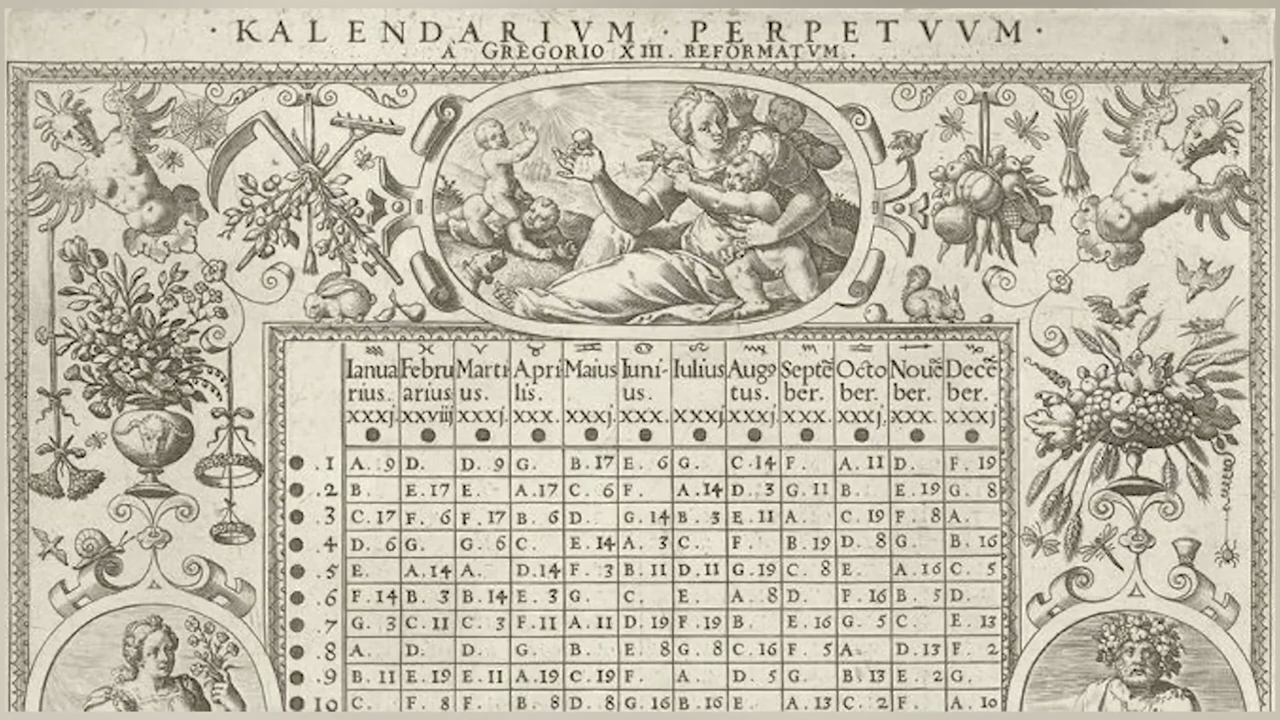 · KALENDARIVM · PERPETVVM ·
A GREGORIO XIII. REFORMATVM.
Ianuarius. Februarius Martius. Aprilis. Maius Iunius. Iulius Augꝰtus. Septēber. October. Nouēber. Decēber.
xxxj. xxviij xxxj. xxx. xxxj. xxx. xxxj xxxj. xxx. xxxj. xxx. xxxj
.1 A. 9 D. D. 9 G. B. 17 E. 6 G. C. 14 F. A. 11 D. F. 19
.2 B. E. 17 E. A. 17 C. 6 F. A. 14 D. 3 G. 11 B. E. 19 G. 8
.3 C. 17 F. 6 F. 17 B. 6 D. G. 14 B. 3 E. 11 A. C. 19 F. 8 A.
.4 D. 6 G. G. 6 C. E. 14 A. 3 C. F. B. 19 D. 8 G. B. 16
.5 E. A. 14 A. D. 14 F. 3 B. 11 D. 11 G. 19 C. 8 E. A. 16 C. 5
.6 F. 14 B. 3 B. 14 E. 3 G. C. E. A. 8 D. F. 16 B. 5 D.
.7 G. 3 C. 11 C. 3 F. 11 A. 11 D. 19 F. 19 B. E. 16 G. 5 C. E. 13
.8 A. D. D. G. B. E. 8 G. 8 C. 16 F. 5 A. D. 13 F. 2
.9 B. 11 E. 19 E. 11 A. 19 C. 19 F. A. D. 5 G. B. 13 E. 2 G.
10 C. F. 8 F. B. 8 D. 8 G. 16 B. 16 E. A. 13 C. 2 F. A. 10